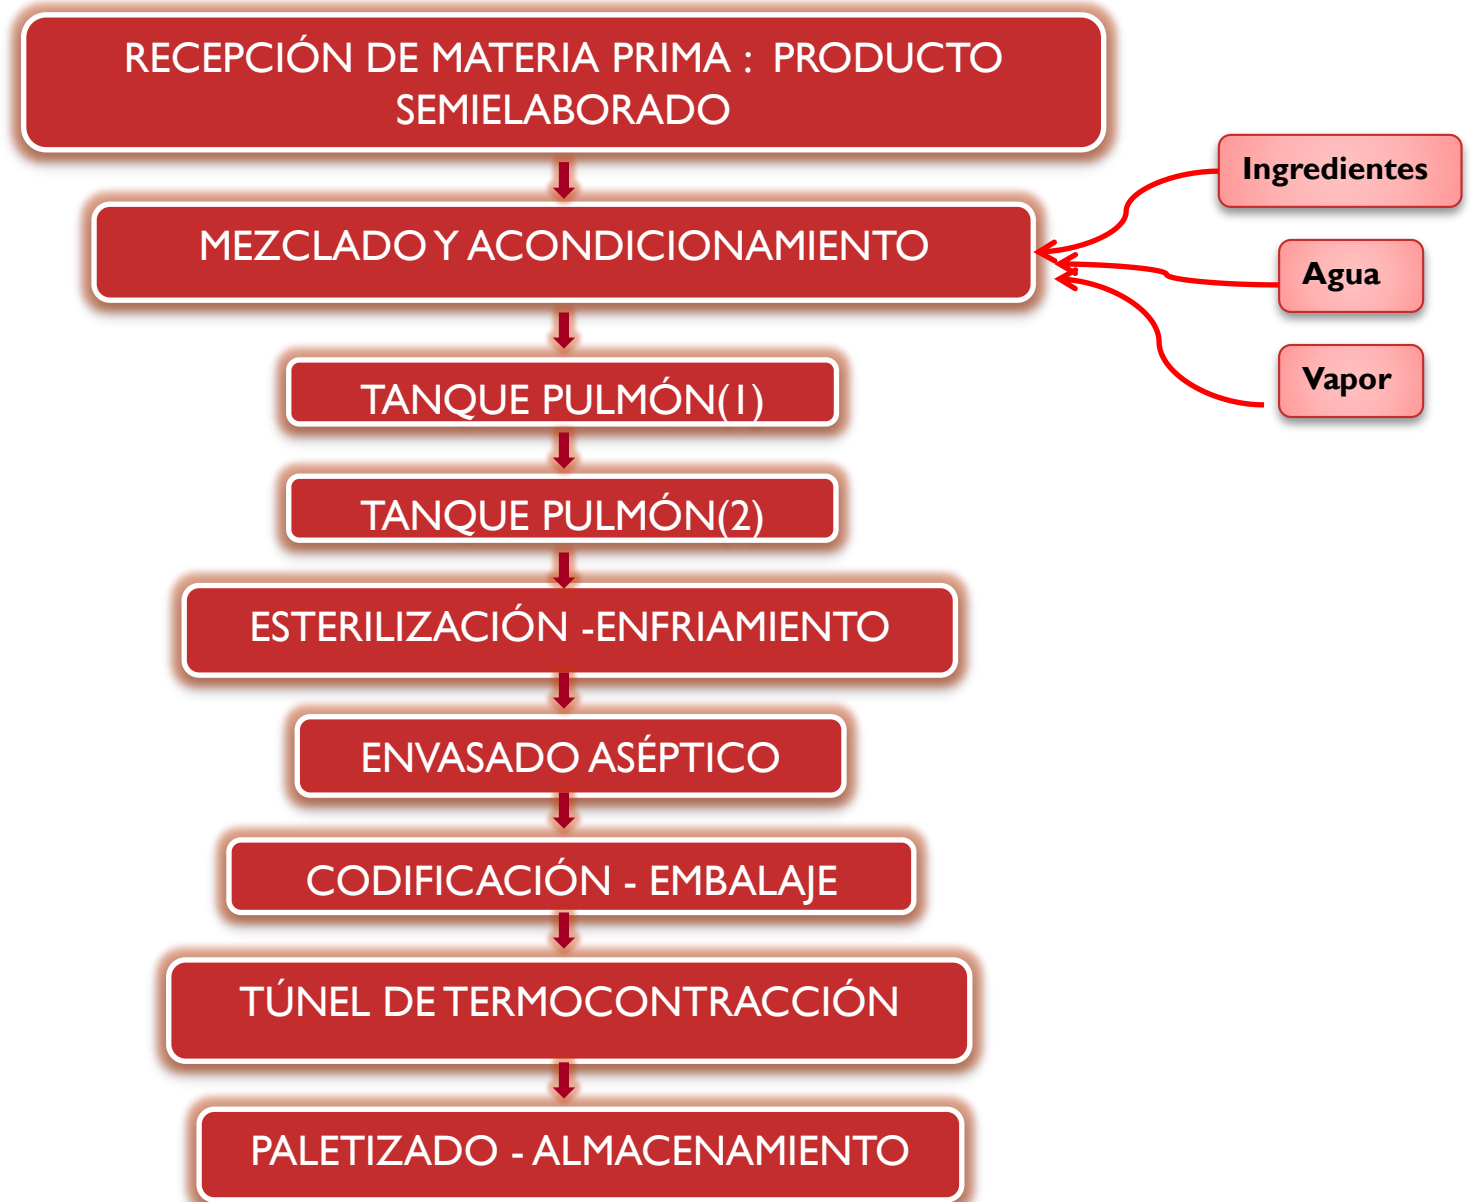 RECEPCIÓN DE MATERIA PRIMA : PRODUCTO
SEMIELABORADO
Ingredientes
MEZCLADO Y ACONDICIONAMIENTO
Agua
Vapor
TANQUE PULMÓN(1)
TANQUE PULMÓN(2)
ESTERILIZACIÓN -ENFRIAMIENTO
ENVASADO ASÉPTICO
CODIFICACIÓN - EMBALAJE
TÚNEL DE TERMOCONTRACCIÓN
PALETIZADO - ALMACENAMIENTO